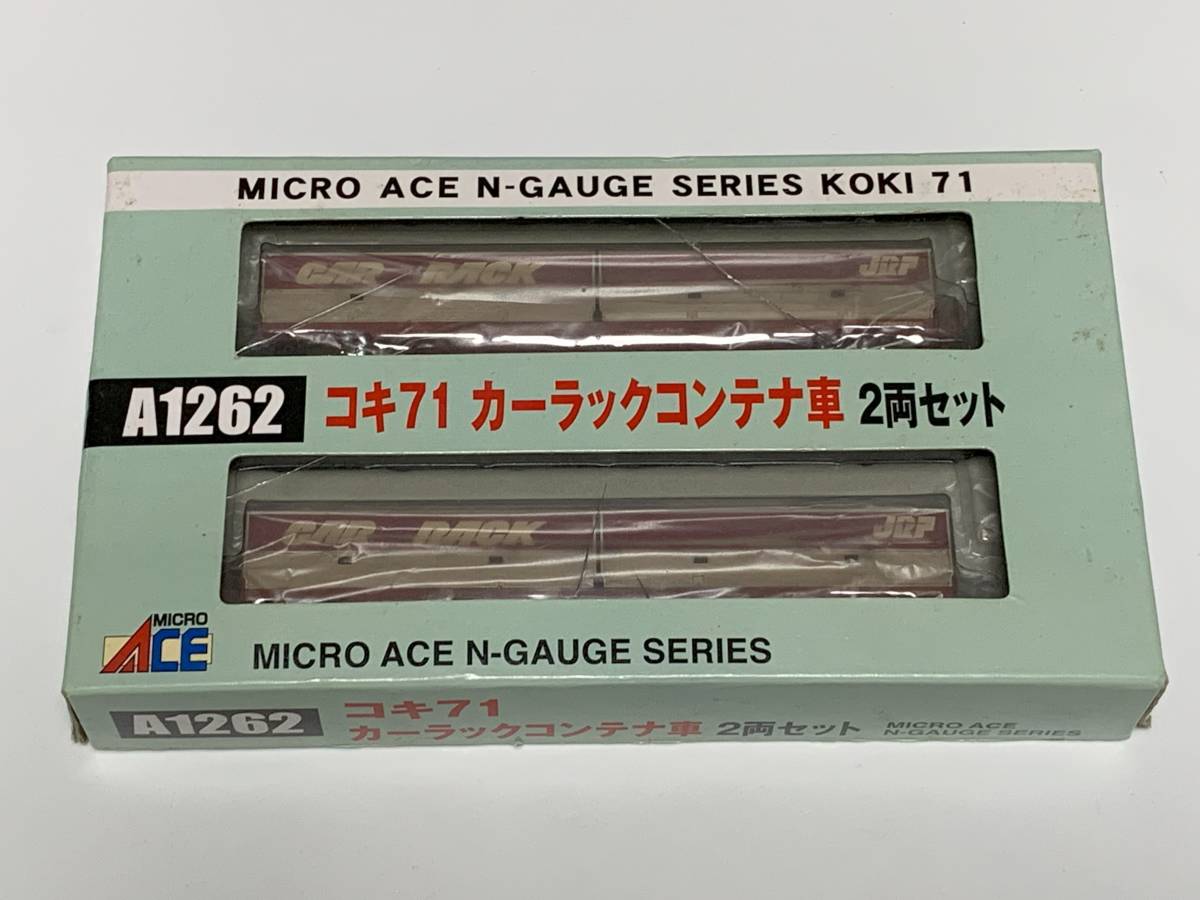 MICRO ACE N-GAUGE SERIES KOKI 71
CAR RACK JRF
A1262 コキ71 カーラックコンテナ車 2両セット
CAR RACK JRF
MICRO ACE MICRO ACE N-GAUGE SERIES
A1262 コキ71
カーラックコンテナ車 2両セット
MICRO ACE
N-GAUGE SERIES